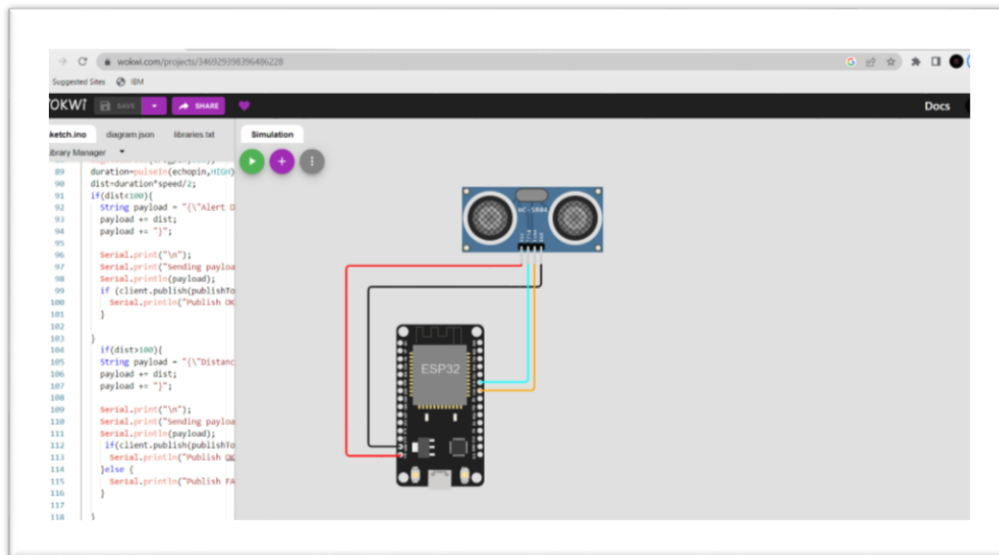 wokwi.com/projects/346929398396486228
Suggested Sites IBM
WOKWi SAVE SHARE Docs
sketch.ino diagram.json libraries.txt Simulation
Library Manager
89 duration=pulseIn(echopin,HIGH)
90 dist=duration*speed/2;
91 if(dist<100){
92 String payload = "{\"Alert D
93 payload += dist;
94 payload += "}";
95
96 Serial.print("\n");
97 Serial.print("Sending payloa
98 Serial.println(payload);
99 if (client.publish(publishTo
100 Serial.println("Publish OK
101 }
102
103 }
104 if(dist>100){
105 String payload = "{\"Distanc
106 payload += dist;
107 payload += "}";
108
109 Serial.print("\n");
110 Serial.print("Sending payloa
111 Serial.println(payload);
112 if(client.publish(publishTo
113 Serial.println("Publish OK
114 }else {
115 Serial.println("Publish FA
116 }
117
118 }
HC-SR04
ESP32